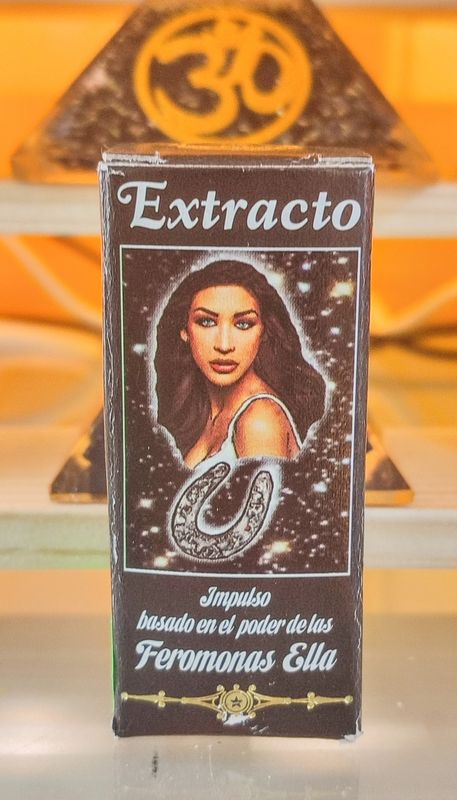 Extracto
Impulso
basado en el poder de las
Feromonas Ella